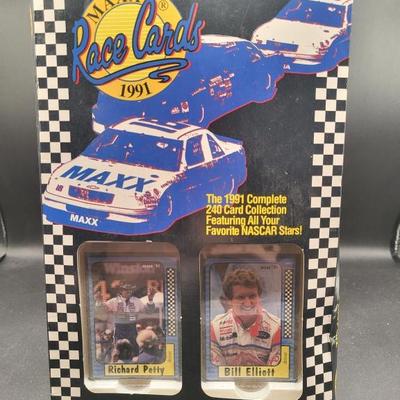 MAXX®
Race Cards
1991
MAXX
MAXX
The 1991 Complete
240 Card Collection
Featuring All Your
Favorite NASCAR Stars!
Richard Petty
Bill Elliott